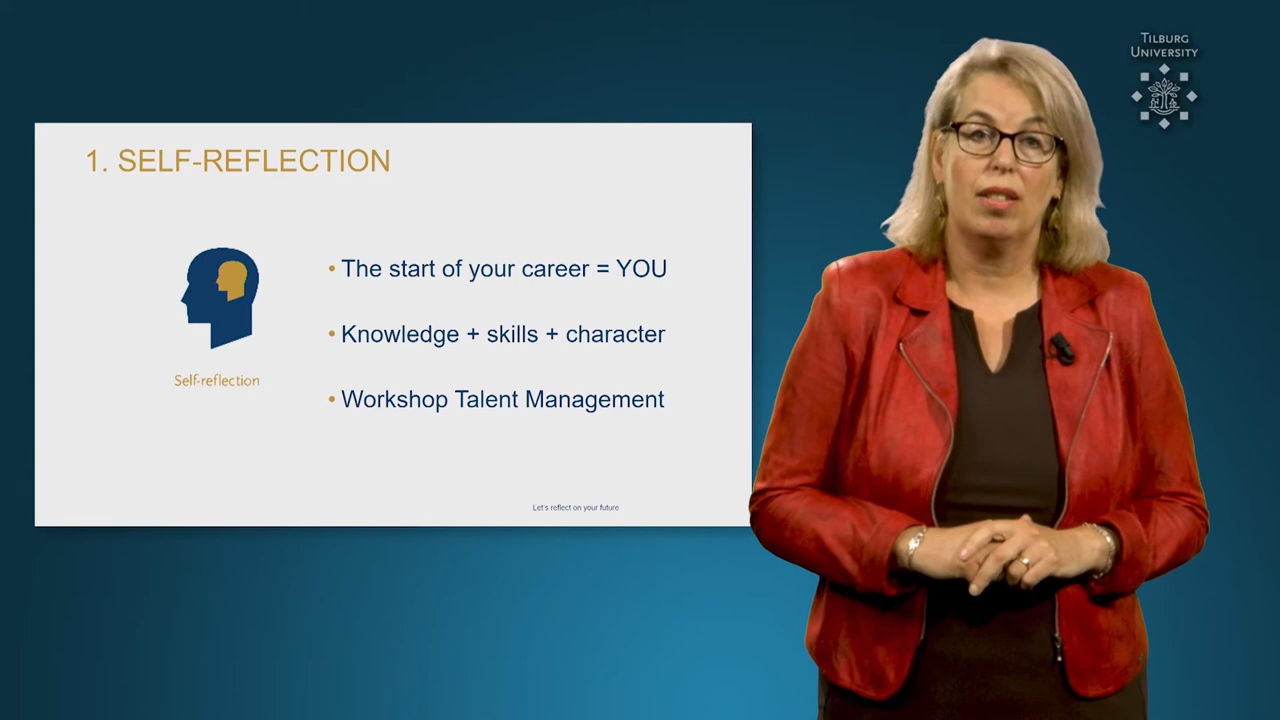 TILBURG
UNIVERSITY
1. SELF-REFLECTION
• The start of your career = YOU
• Knowledge + skills + character
• Workshop Talent Management
Self-reflection
Let's reflect on your future